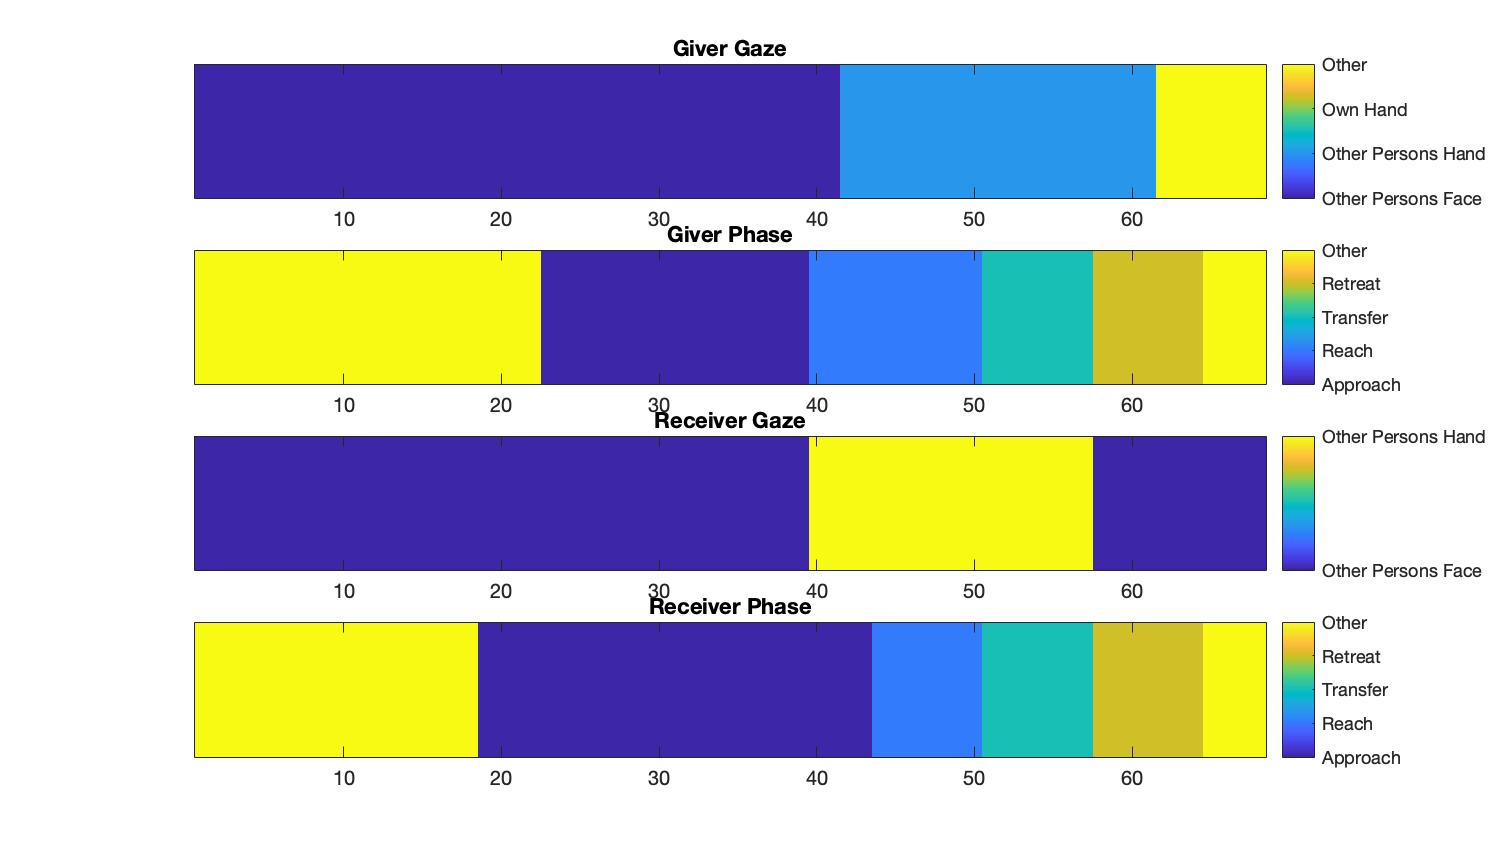 Giver Gaze
Other
Own Hand
Other Persons Hand
Other Persons Face
10 20 30 40 50 60
Giver Phase
Other
Retreat
Transfer
Reach
Approach
10 20 30 40 50 60
Receiver Gaze
Other Persons Hand
Other Persons Face
10 20 30 40 50 60
Receiver Phase
Other
Retreat
Transfer
Reach
Approach
10 20 30 40 50 60